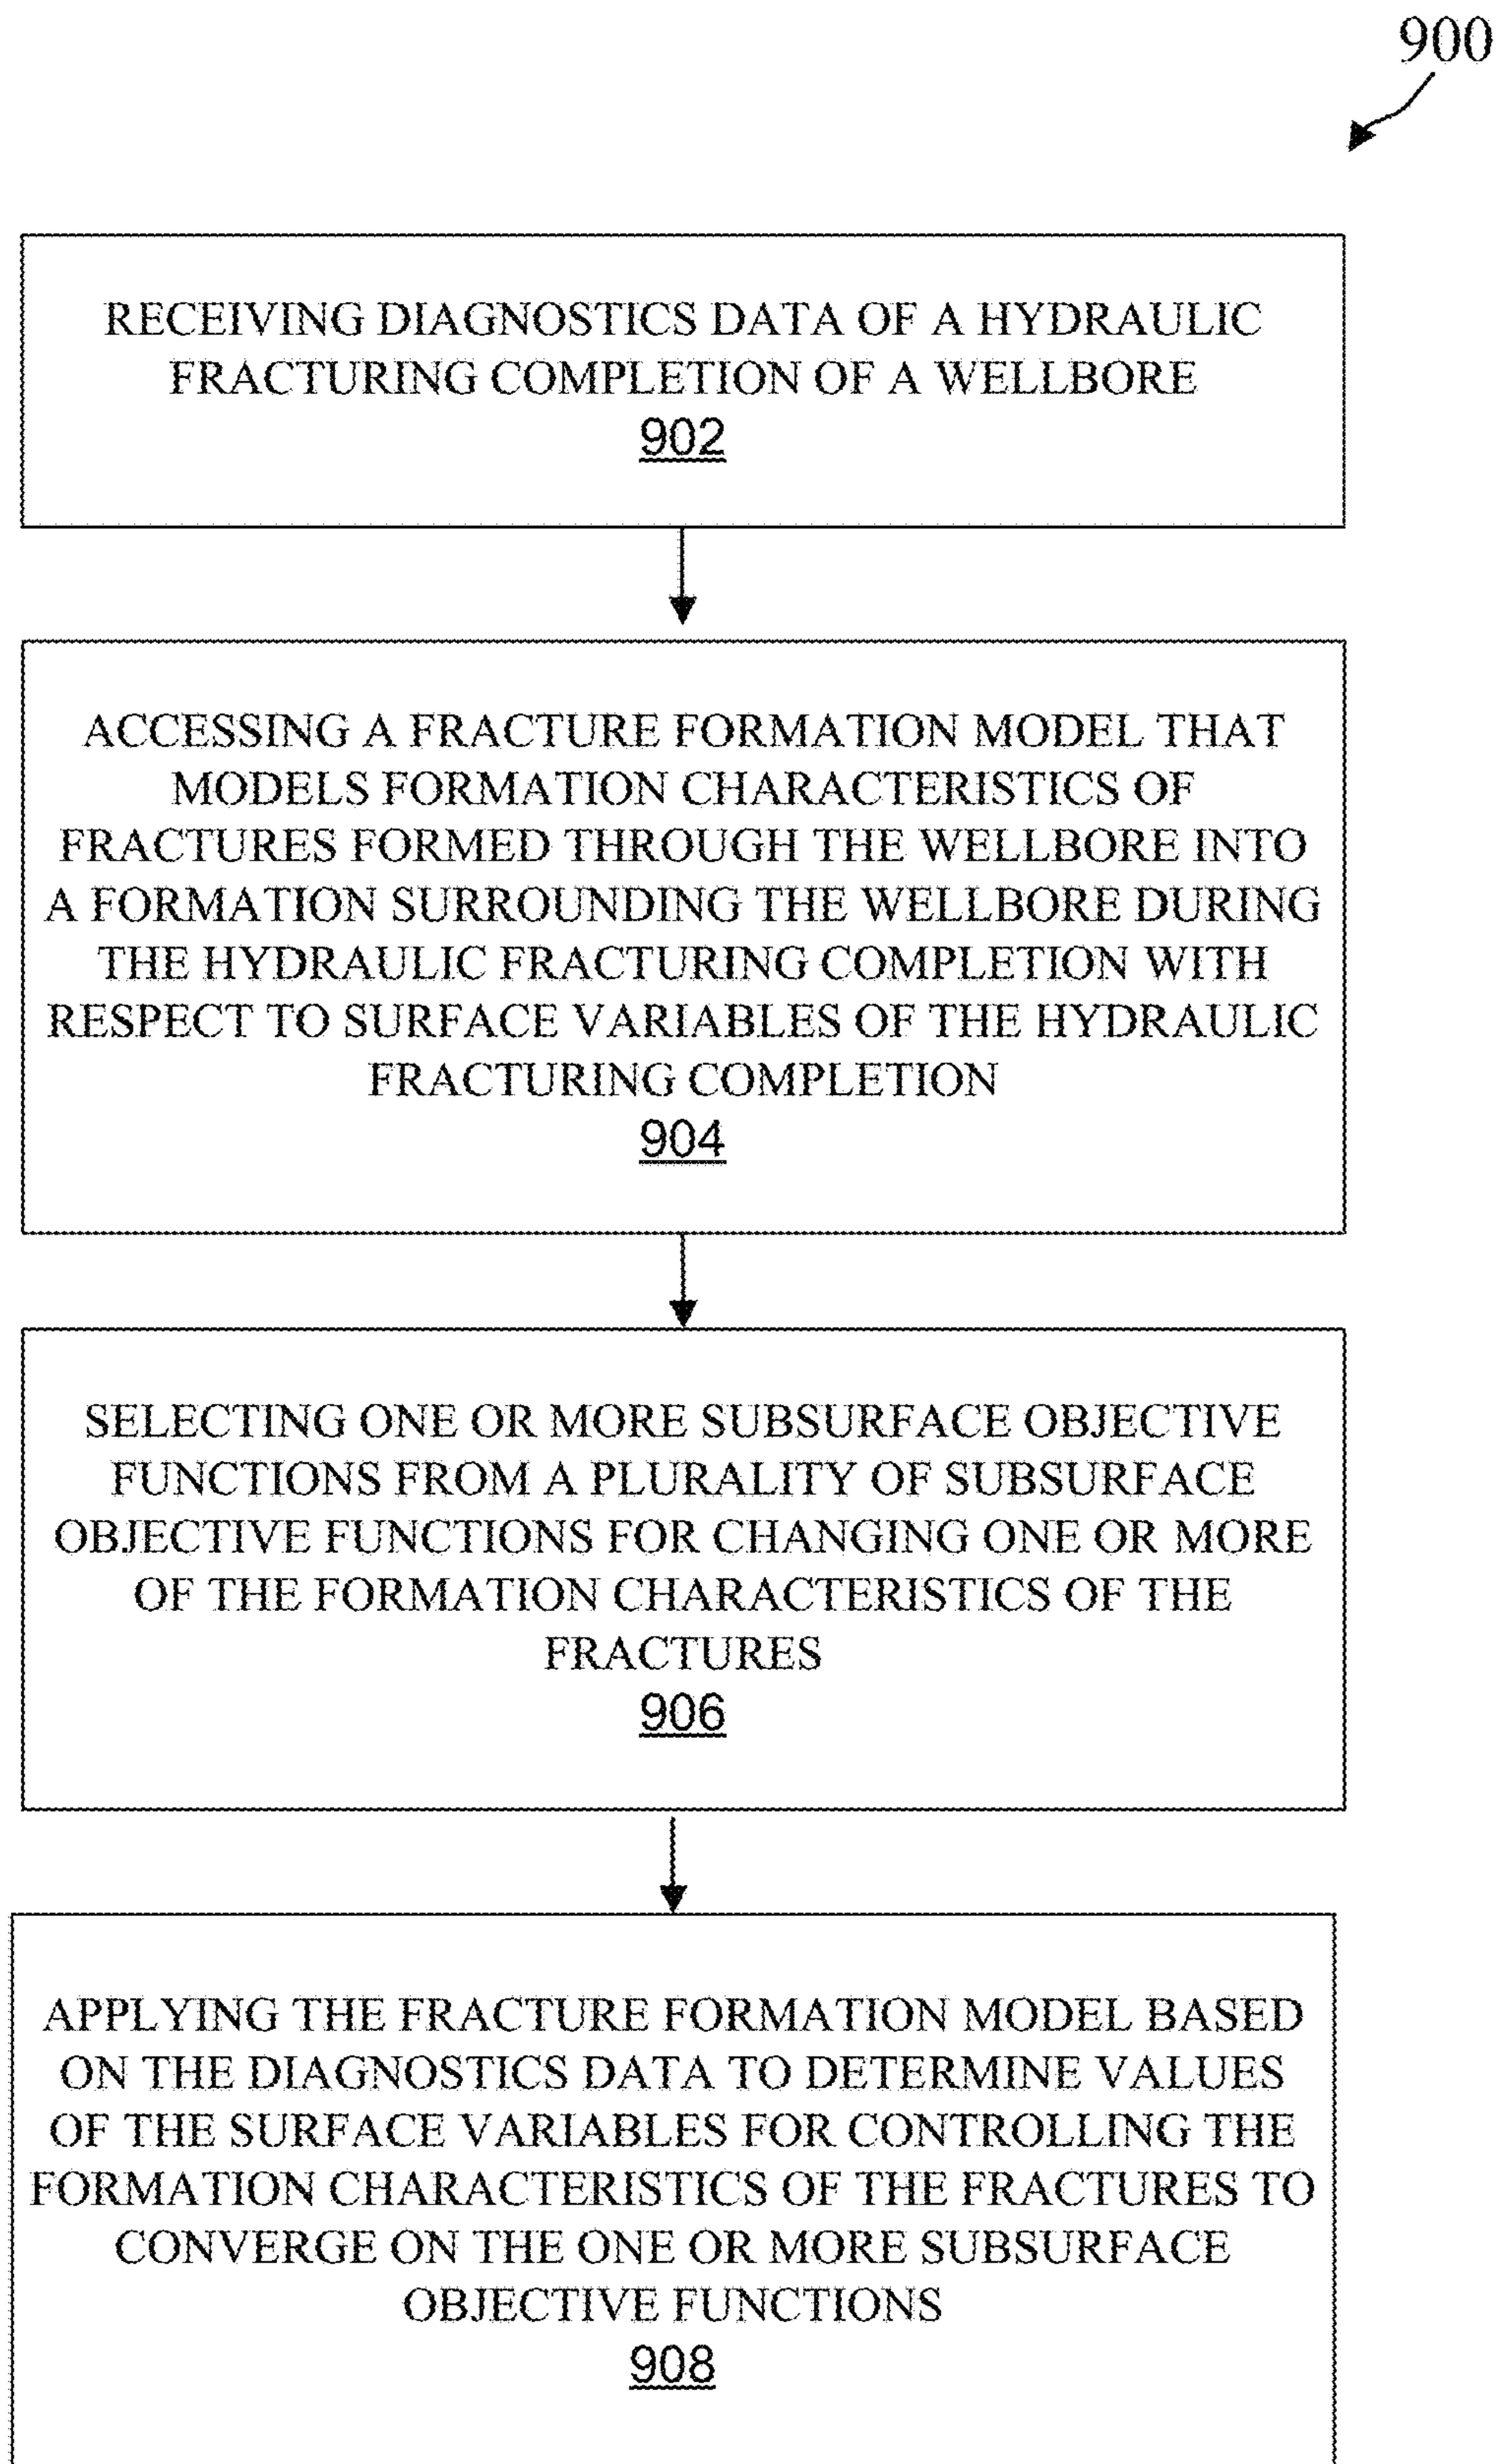 900
RECEIVING DIAGNOSTICS DATA OF A HYDRAULIC
FRACTURING COMPLETION OF A WELLBORE
902
ACCESSING A FRACTURE FORMATION MODEL THAT
MODELS FORMATION CHARACTERISTICS OF
FRACTURES FORMED THROUGH THE WELLBORE INTO
A FORMATION SURROUNDING THE WELLBORE DURING
THE HYDRAULIC FRACTURING COMPLETION WITH
RESPECT TO SURFACE VARIABLES OF THE HYDRAULIC
FRACTURING COMPLETION
904
SELECTING ONE OR MORE SUBSURFACE OBJECTIVE
FUNCTIONS FROM A PLURALITY OF SUBSURFACE
OBJECTIVE FUNCTIONS FOR CHANGING ONE OR MORE
OF THE FORMATION CHARACTERISTICS OF THE
FRACTURES
906
APPLYING THE FRACTURE FORMATION MODEL BASED
ON THE DIAGNOSTICS DATA TO DETERMINE VALUES
OF THE SURFACE VARIABLES FOR CONTROLLING THE
FORMATION CHARACTERISTICS OF THE FRACTURES TO
CONVERGE ON THE ONE OR MORE SUBSURFACE
OBJECTIVE FUNCTIONS
908